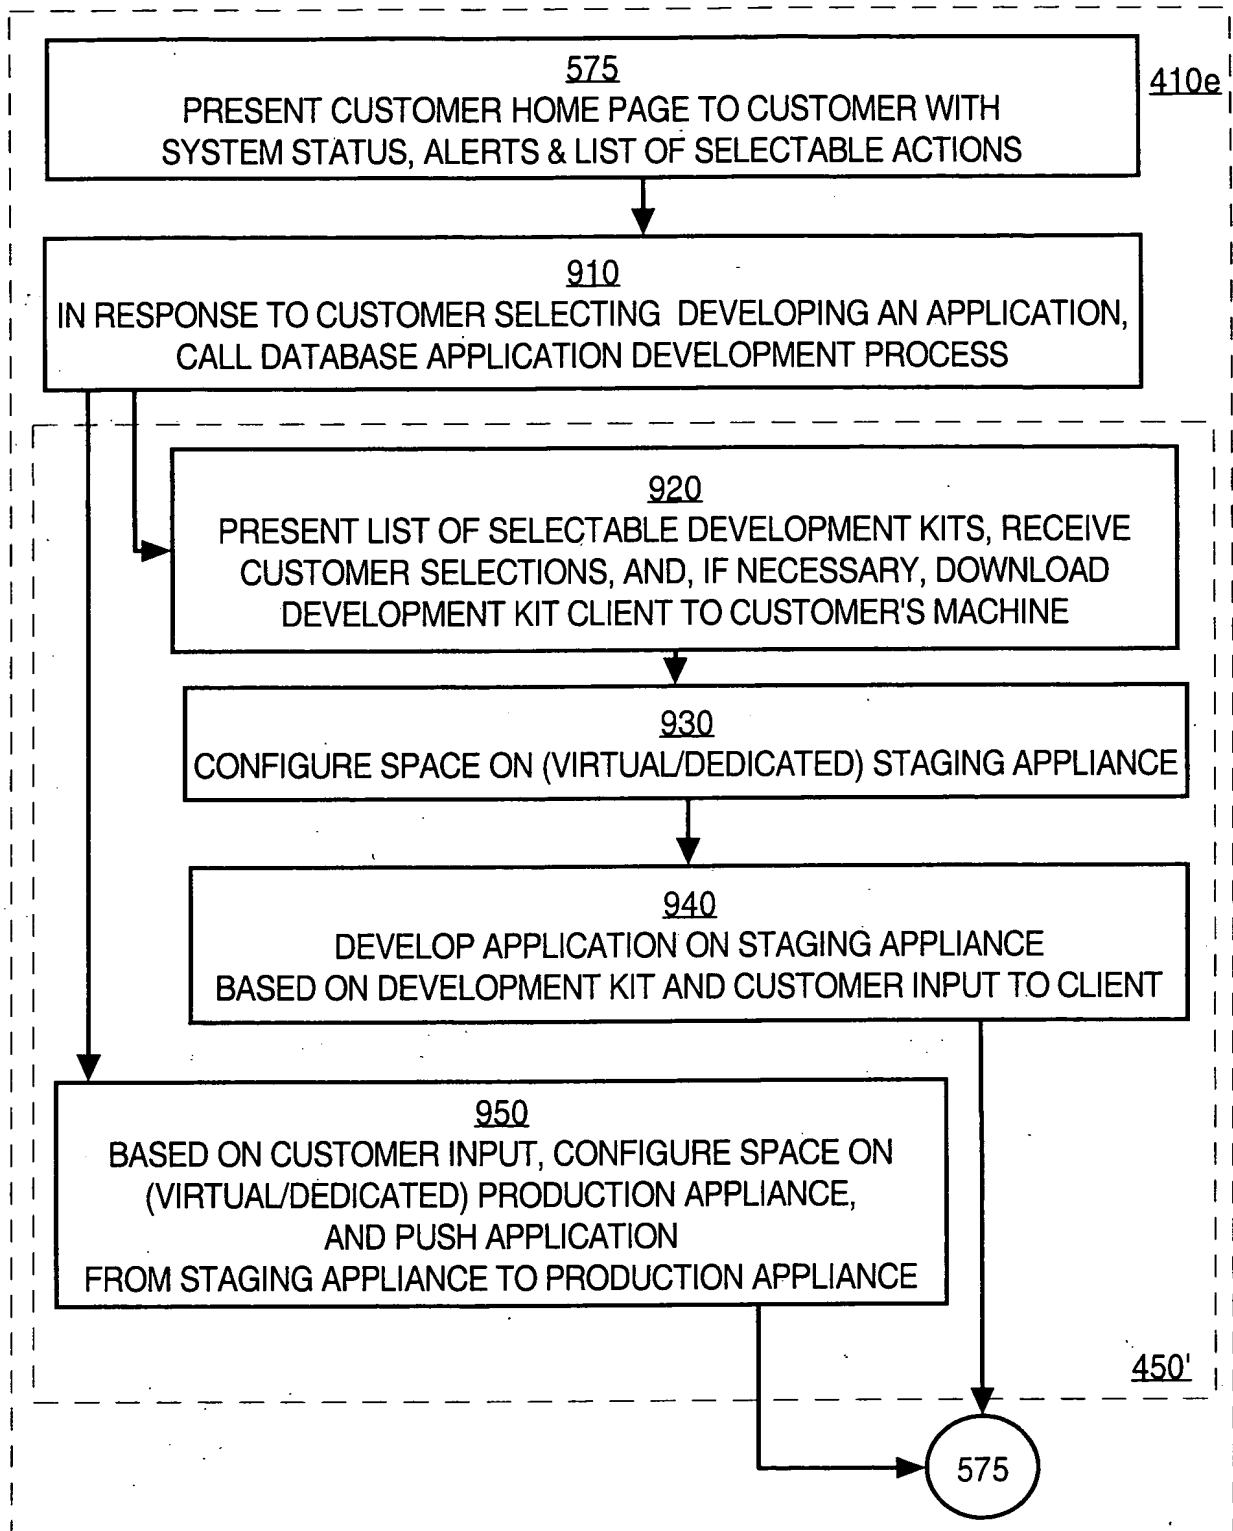 575
PRESENT CUSTOMER HOME PAGE TO CUSTOMER WITH
SYSTEM STATUS, ALERTS & LIST OF SELECTABLE ACTIONS
410e
910
IN RESPONSE TO CUSTOMER SELECTING DEVELOPING AN APPLICATION,
CALL DATABASE APPLICATION DEVELOPMENT PROCESS
920
PRESENT LIST OF SELECTABLE DEVELOPMENT KITS, RECEIVE
CUSTOMER SELECTIONS, AND, IF NECESSARY, DOWNLOAD
DEVELOPMENT KIT CLIENT TO CUSTOMER'S MACHINE
930
CONFIGURE SPACE ON (VIRTUAL/DEDICATED) STAGING APPLIANCE
940
DEVELOP APPLICATION ON STAGING APPLIANCE
BASED ON DEVELOPMENT KIT AND CUSTOMER INPUT TO CLIENT
950
BASED ON CUSTOMER INPUT, CONFIGURE SPACE ON
(VIRTUAL/DEDICATED) PRODUCTION APPLIANCE,
AND PUSH APPLICATION
FROM STAGING APPLIANCE TO PRODUCTION APPLIANCE
450'
575